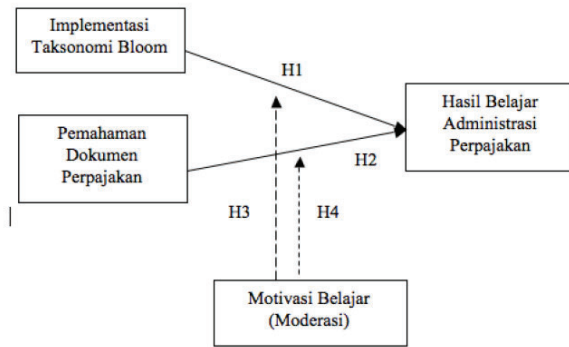 Implementasi
Taksonomi Bloom
H1
Hasil Belajar
Administrasi
Perpajakan
Pemahaman
Dokumen
Perpajakan
H2
H3
H4
Motivasi Belajar
(Moderasi)